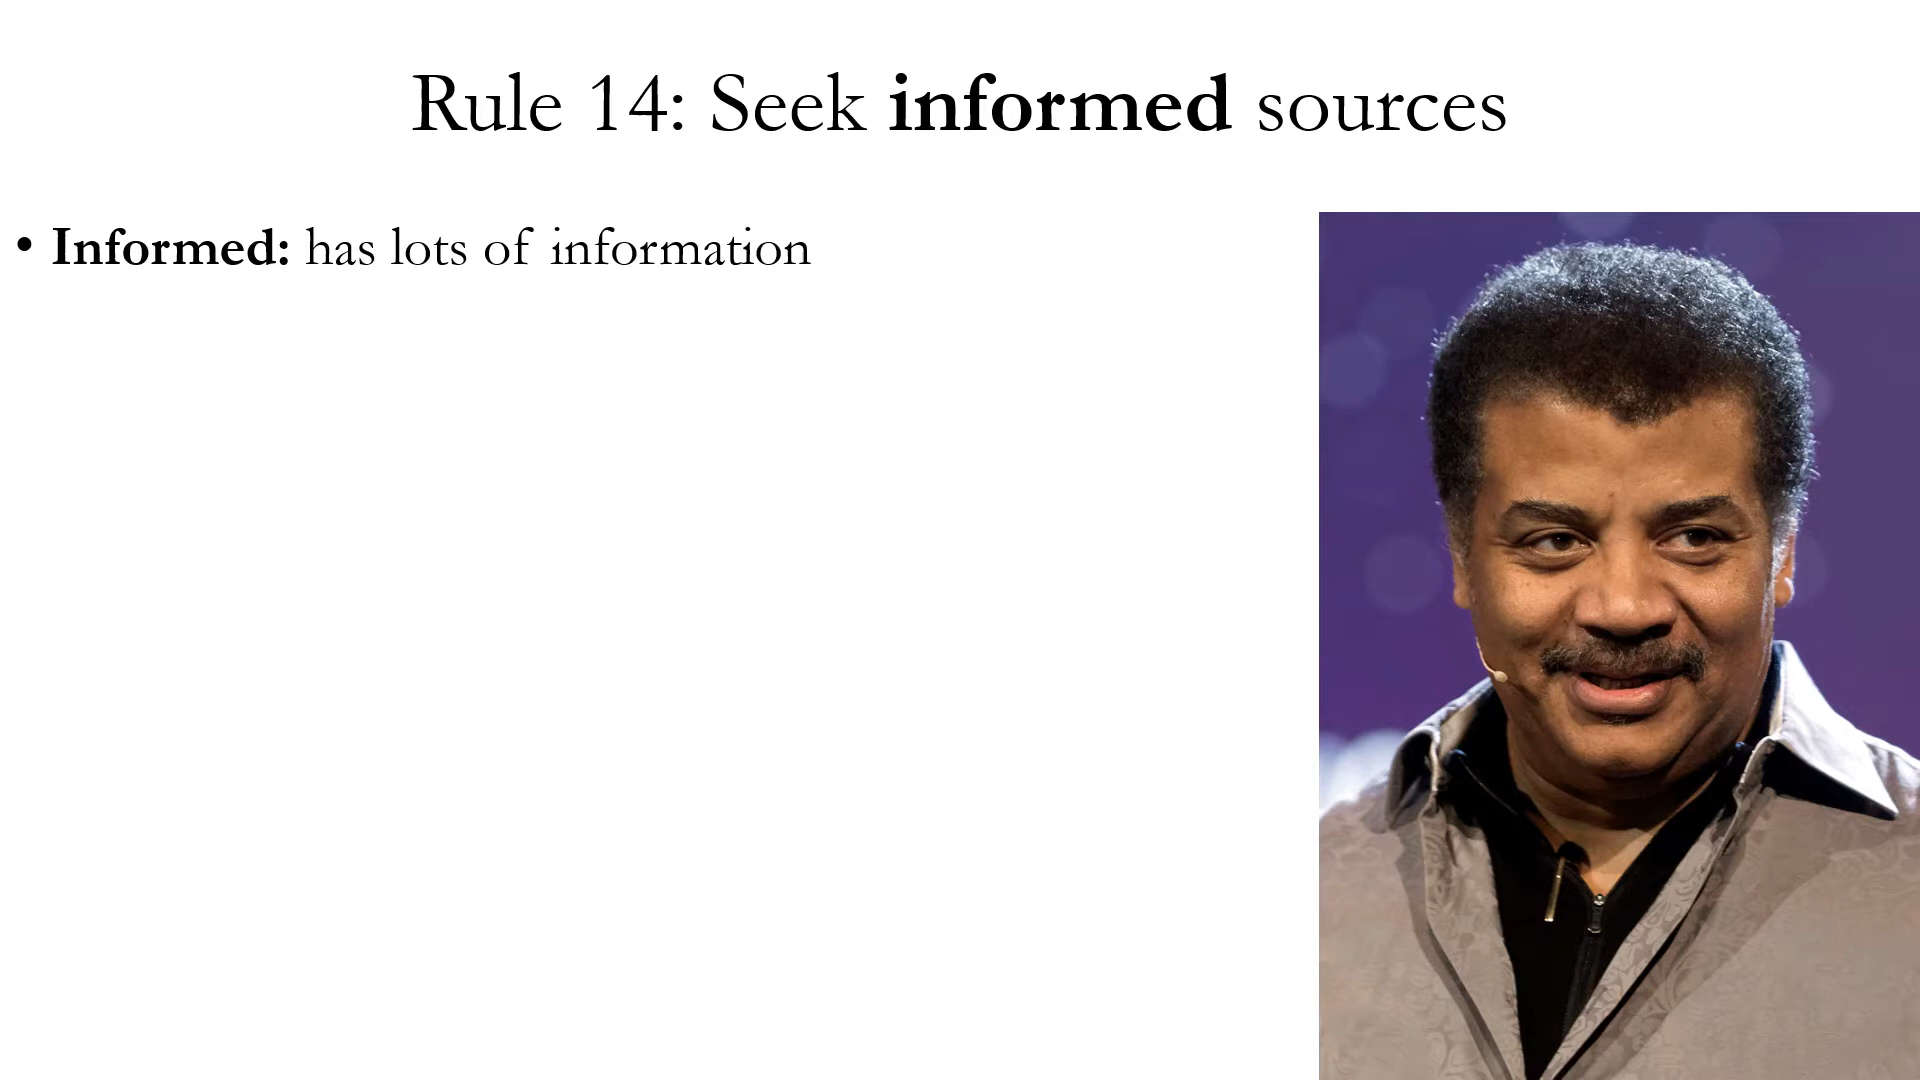 Rule 14: Seek informed sources
• Informed: has lots of information